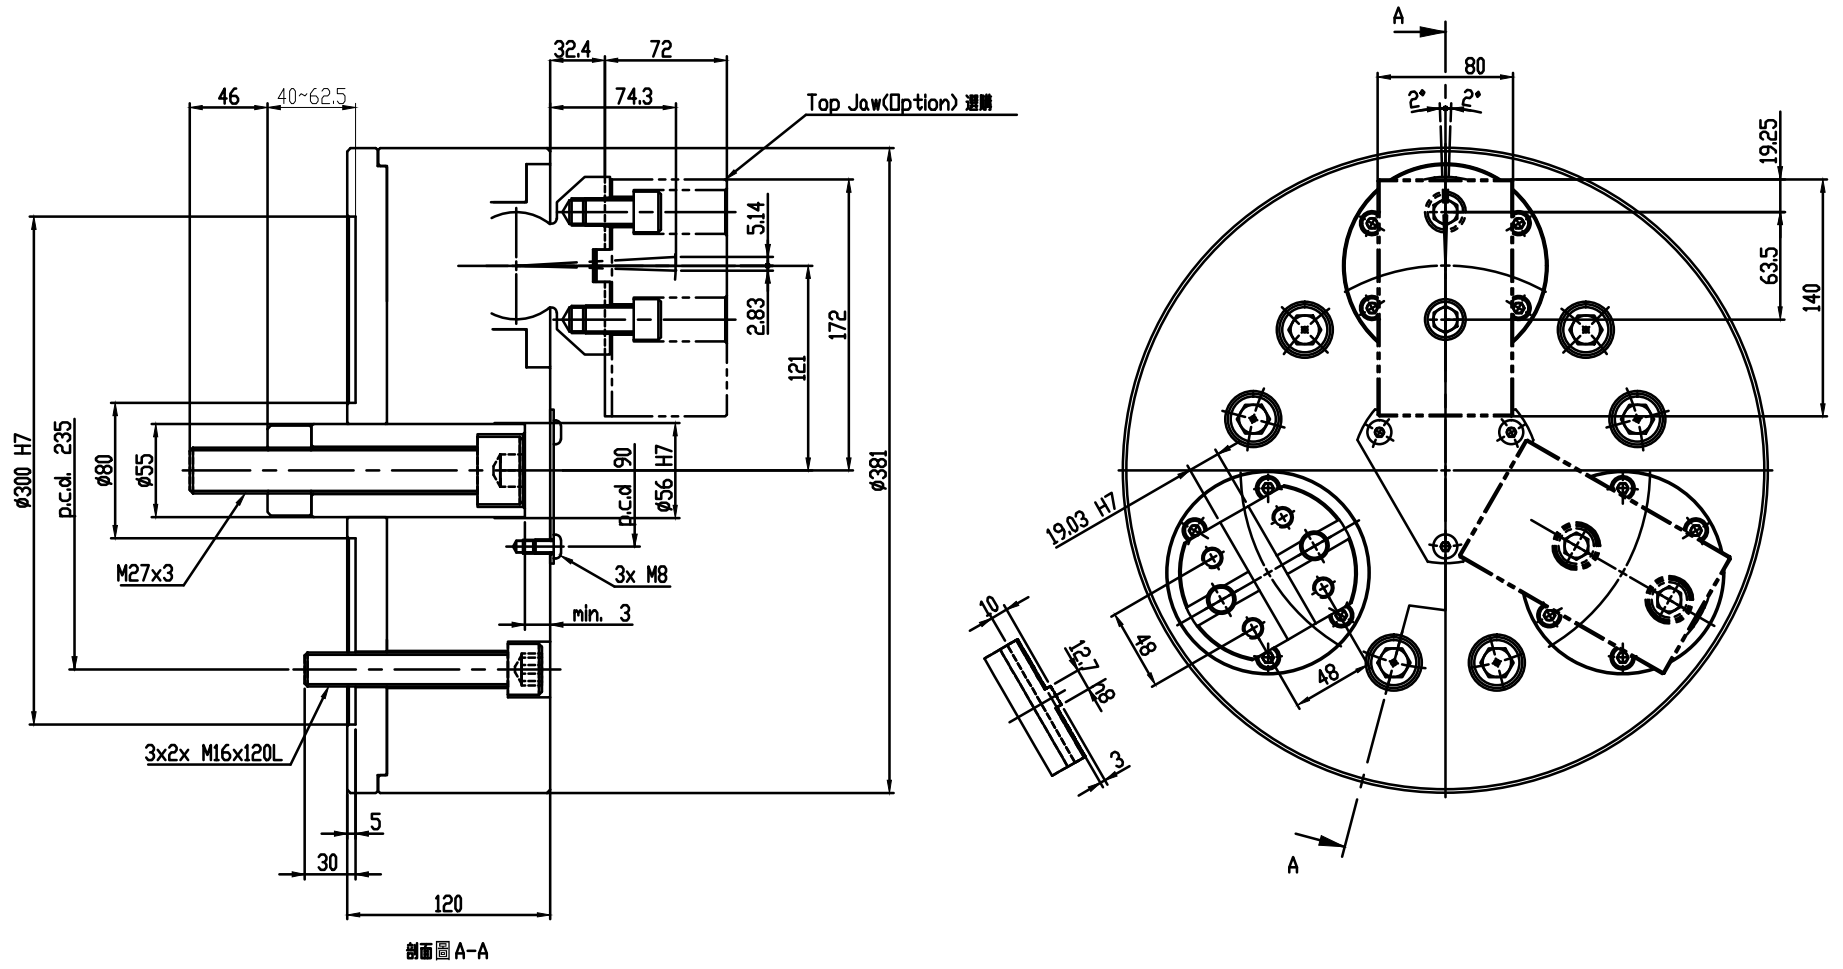 A
32.4
72
80
46
40~62.5
74.3
Top Jaw(Option) 選購
2°
2°
19.25
5.14
63.5
140
2.83
172
121
ø300 H7
p.c.d. 235
ø80
ø55
p.c.d 90
ø56 H7
ø381
19.03 H7
M27x3
3x M8
min. 3
10
48
12.7
h8
48
3
3x2x M16x120L
5
30
A
120
剖面圖 A-A